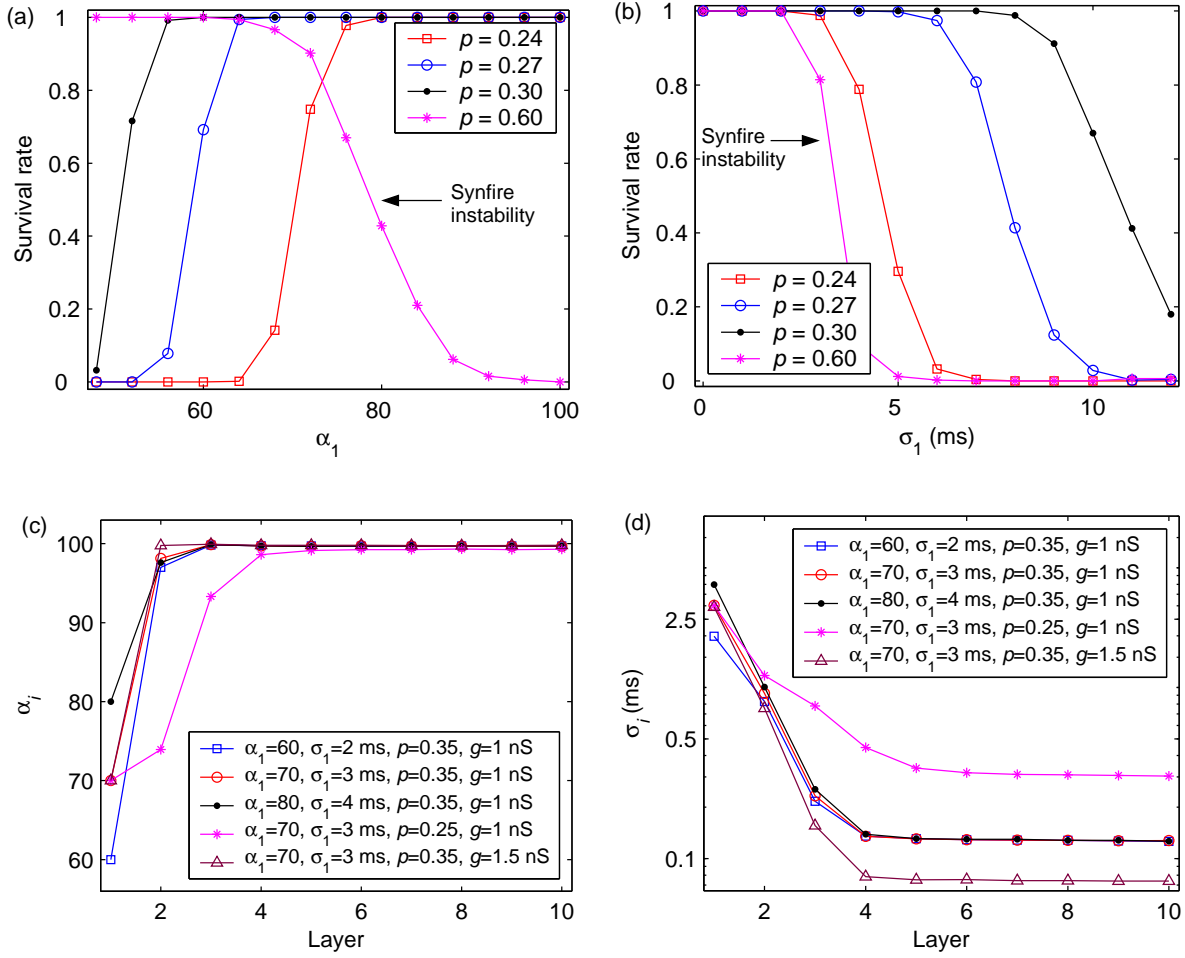 (a)
1
0.8
0.6
0.4
0.2
0
Survival rate
p = 0.24
p = 0.27
p = 0.30
p = 0.60
Synfire
instability
60
80
100
α1
(b)
1
0.8
0.6
0.4
0.2
0
Survival rate
Synfire
instability
p = 0.24
p = 0.27
p = 0.30
p = 0.60
0
5
10
σ1 (ms)
(c)
100
90
80
70
60
αi
α1=60, σ1=2 ms, p=0.35, g=1 nS
α1=70, σ1=3 ms, p=0.35, g=1 nS
α1=80, σ1=4 ms, p=0.35, g=1 nS
α1=70, σ1=3 ms, p=0.25, g=1 nS
α1=70, σ1=3 ms, p=0.35, g=1.5 nS
2
4
6
8
10
Layer
(d)
2.5
0.5
0.1
σi (ms)
α1=60, σ1=2 ms, p=0.35, g=1 nS
α1=70, σ1=3 ms, p=0.35, g=1 nS
α1=80, σ1=4 ms, p=0.35, g=1 nS
α1=70, σ1=3 ms, p=0.25, g=1 nS
α1=70, σ1=3 ms, p=0.35, g=1.5 nS
2
4
6
8
10
Layer